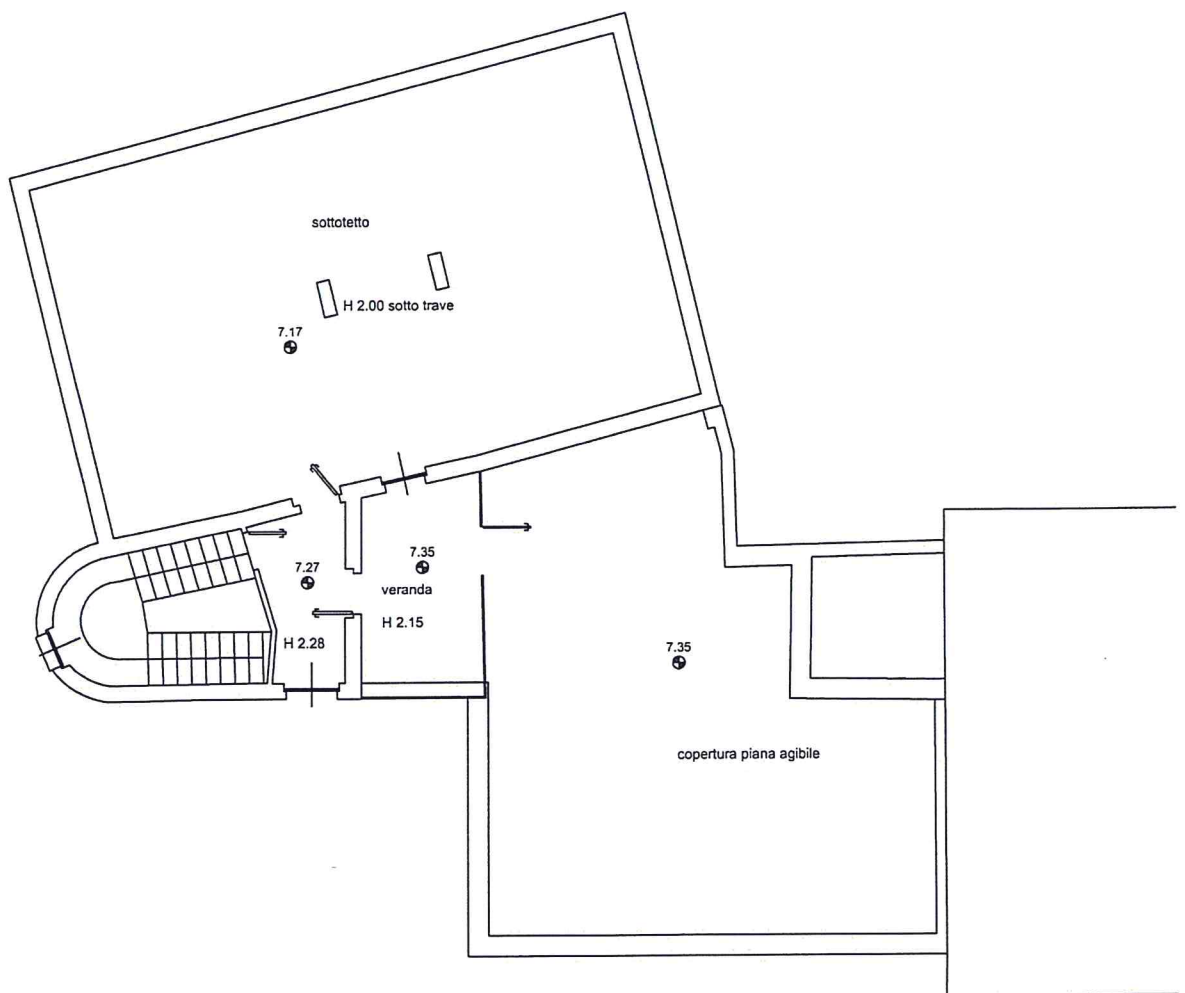 sottotetto
H 2.00 sotto trave
7.17
7.35
7.27
veranda
H 2.15
H 2.28
7.35
copertura piana agibile